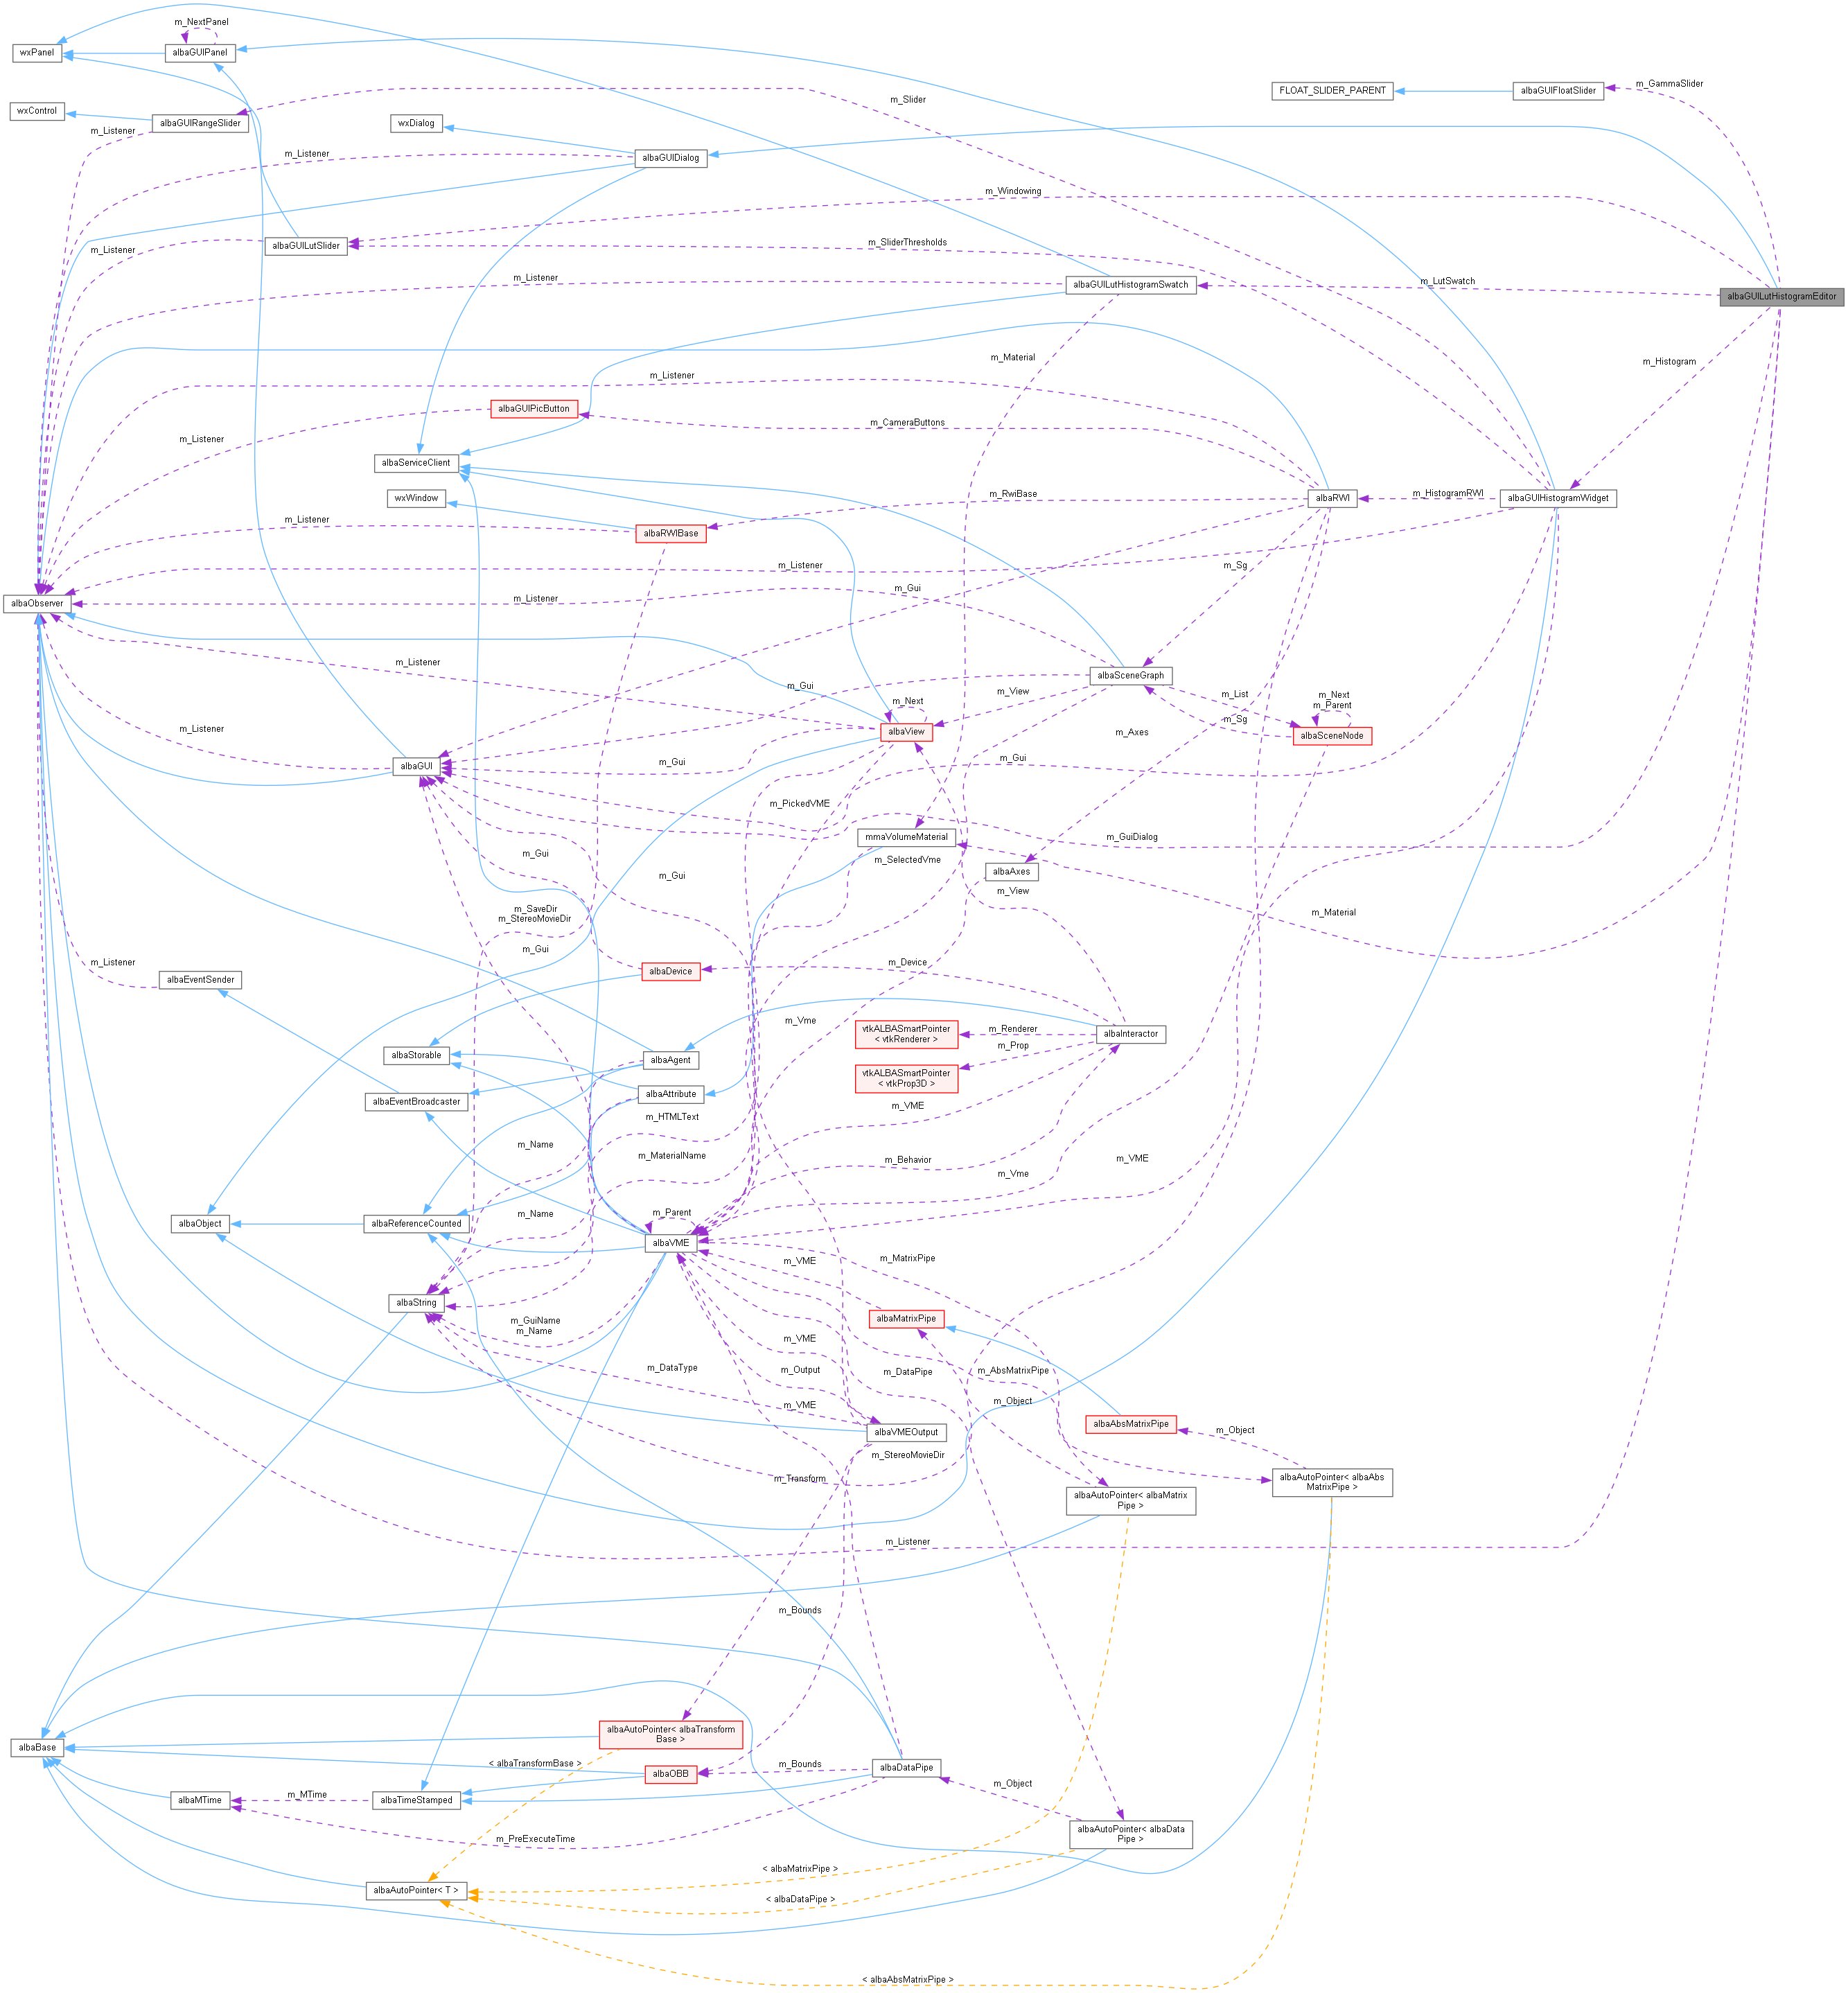 m_NextPanel
wxPanel
albaGUIPanel
m_GammaSlider
FLOAT_SLIDER_PARENT
albaGUIFloatSlider
m_Slider
wxControl
albaGUIRangeSlider
wxDialog
m_Listener
m_Listener
albaGUIDialog
m_Windowing
albaGUILutSlider
m_Listener
m_SliderThresholds
m_Listener
albaGUILutHistogramSwatch
m_LutSwatch
albaGUILutHistogramEditor
m_Material
m_Histogram
m_Listener
albaGUIPicButton
m_CameraButtons
m_Listener
albaServiceClient
wxWindow
m_RwiBase
albaRWI
m_HistogramRWI
albaGUIHistogramWidget
m_Listener
albaRWIBase
m_Listener
m_Sg
m_Gui
m_Listener
albaObserver
m_Listener
albaSceneGraph
m_Gui
m_View
m_List
m_Next
m_Parent
m_Next
m_Sg
albaView
albaSceneNode
m_Listener
m_Axes
m_Gui
m_Gui
albaGUI
m_PickedVME
m_GuiDialog
mmaVolumeMaterial
m_Gui
m_SelectedVme
albaAxes
m_Gui
m_View
m_SaveDir
m_StereoMovieDir
m_Material
m_Gui
m_Listener
m_Device
albaDevice
albaEventSender
m_Vme
vtkALBASmartPointer
< vtkRenderer >
m_Renderer
albaInteractor
m_Prop
albaStorable
albaAgent
vtkALBASmartPointer
< vtkProp3D >
albaEventBroadcaster
albaAttribute
m_VME
m_HTMLText
m_Name
m_MaterialName
m_Behavior
m_Vme
m_VME
m_Name
m_Parent
albaObject
albaReferenceCounted
albaVME
m_MatrixPipe
m_VME
albaString
m_GuiName
m_Name
albaMatrixPipe
m_VME
m_DataType
m_Output
m_DataPipe
m_AbsMatrixPipe
m_VME
m_Object
albaAbsMatrixPipe
m_Object
albaVMEOutput
m_StereoMovieDir
m_Transform
albaAutoPointer< albaAbs
MatrixPipe >
albaAutoPointer< albaMatrix
Pipe >
m_Listener
m_Bounds
albaAutoPointer< albaTransform
Base >
albaBase
< albaTransformBase >
albaOBB
m_Bounds
albaDataPipe
m_Object
m_MTime
albaMTime
albaTimeStamped
m_PreExecuteTime
albaAutoPointer< albaData
Pipe >
< albaMatrixPipe >
albaAutoPointer< T >
< albaDataPipe >
< albaAbsMatrixPipe >